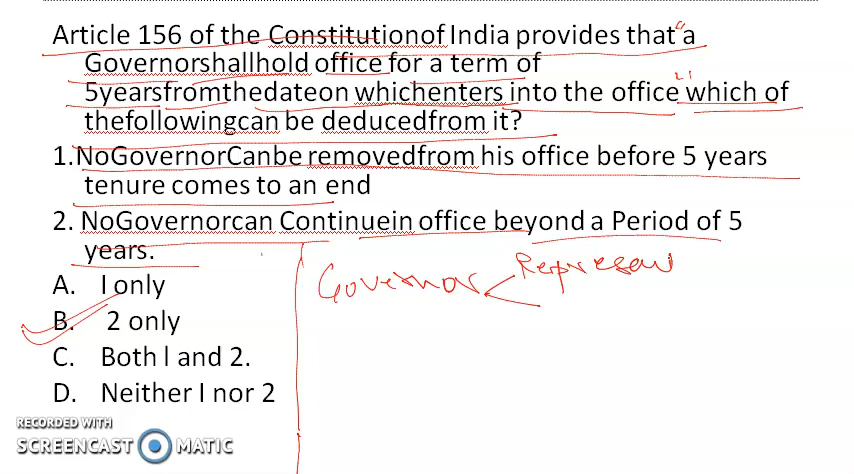 Article 156 of the Constitutionof India provides that a
Governorshallhold office for a term of
5yearsfromthedateon whichenters into the office which of
thefollowingcan be deducedfrom it?
1.NoGovernorCanbe removedfrom his office before 5 years
tenure comes to an end
2. NoGovernorcan Continuein office beyond a Period of 5
years.
A. I only
B. 2 only
C. Both l and 2.
D. Neither I nor 2
Governor
Represen
RECORDED WITH
SCREENCAST MATIC